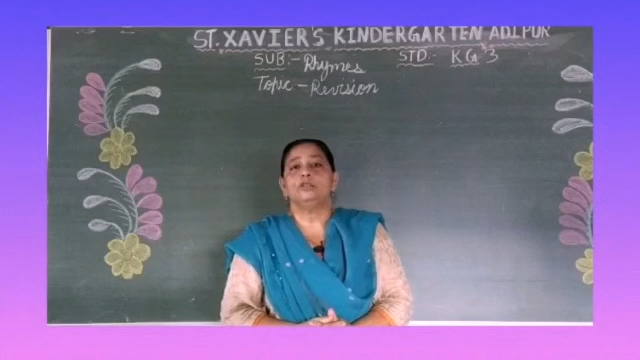 ST. XAVIER'S KINDERGARTEN ADIPUR
SUB:- Rhymes STD:- KG-3
Topic - Revision